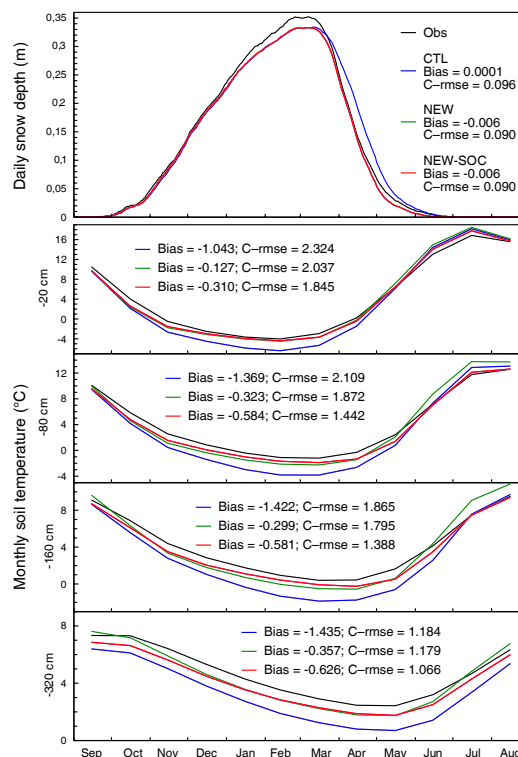 Daily snow depth (m)
0,35
0,3
0,25
0,2
0,15
0,1
0,05
0
Obs
CTL
Bias = 0.0001
C-rmse = 0.096
NEW
Bias = -0.006
C-rmse = 0.090
NEW-SOC
Bias = -0.006
C-rmse = 0.090
Monthly soil temperature (°C)
-20 cm
16
12
8
4
0
-4
Bias = -1.043; C–rmse = 2.324
Bias = -0.127; C–rmse = 2.037
Bias = -0.310; C–rmse = 1.845
-80 cm
12
8
4
0
-4
Bias = -1.369; C–rmse = 2.109
Bias = -0.323; C–rmse = 1.872
Bias = -0.584; C–rmse = 1.442
-160 cm
8
4
0
Bias = -1.422; C–rmse = 1.865
Bias = -0.299; C–rmse = 1.795
Bias = -0.581; C–rmse = 1.388
-320 cm
8
4
0
Bias = -1.435; C–rmse = 1.184
Bias = -0.357; C–rmse = 1.179
Bias = -0.626; C–rmse = 1.066
Sep Oct Nov Dec Jan Feb Mar Apr May Jun Jul Aug